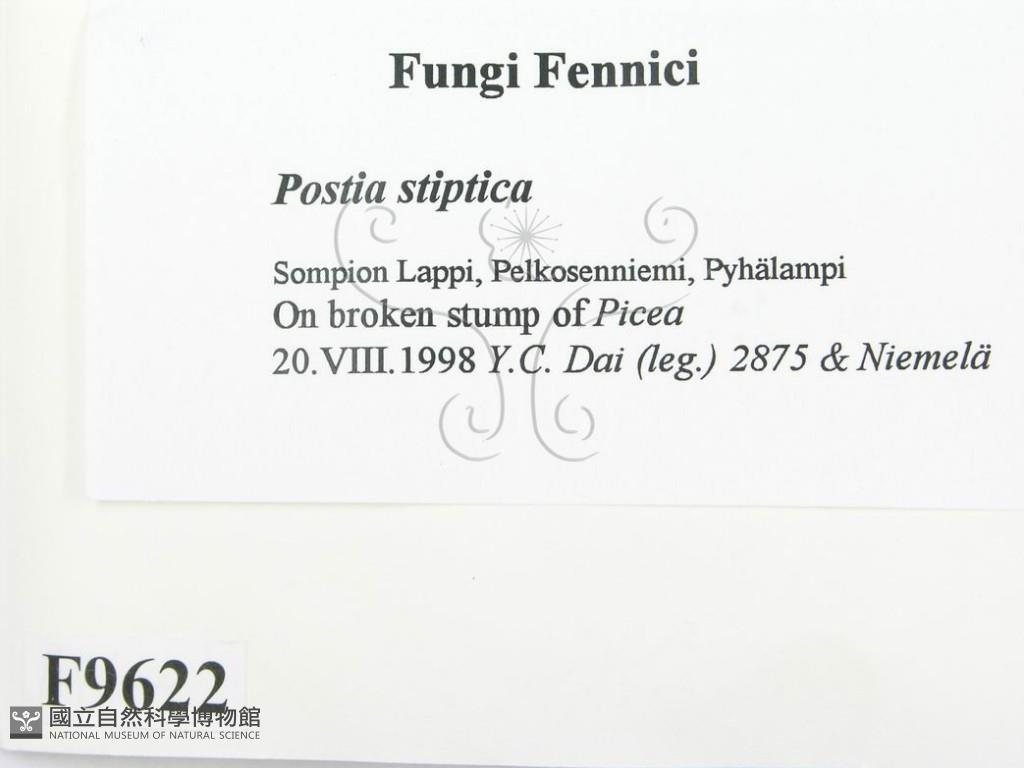 Fungi Fennici
Postia stiptica
Sompion Lappi, Pelkosenniemi, Pyhälampi
On broken stump of Picea
20.VIII.1998 Y.C. Dai (leg.) 2875 & Niemelä
F9622
國立自然科學博物館
NATIONAL MUSEUM OF NATURAL SCIENCE